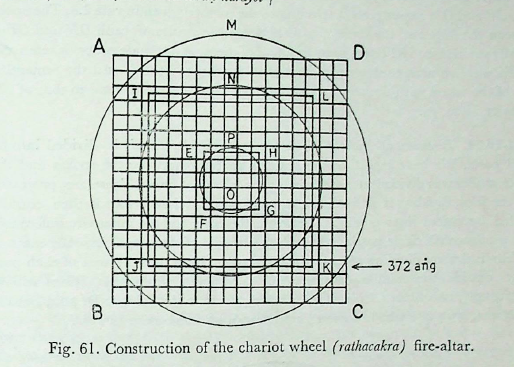 M
A D
N
I L
P
E H
O
F G
J K ← 372 aṅg
B C
Fig. 61. Construction of the chariot wheel (rathacakra) fire-altar.